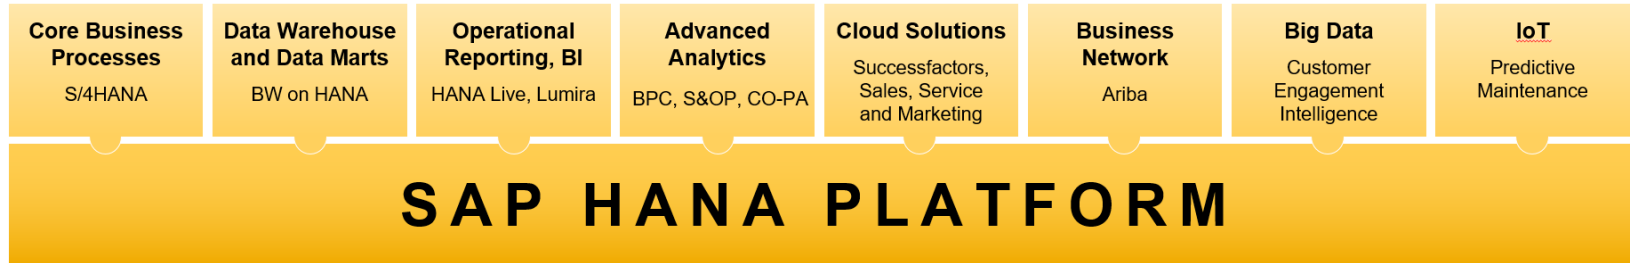 Core Business
Processes
S/4HANA
Data Warehouse
and Data Marts
BW on HANA
Operational
Reporting, BI
HANA Live, Lumira
Advanced
Analytics
BPC, S&OP, CO-PA
Cloud Solutions
Successfactors,
Sales, Service
and Marketing
Business
Network
Ariba
Big Data
Customer
Engagement
Intelligence
IoT
Predictive
Maintenance
SAP HANA PLATFORM